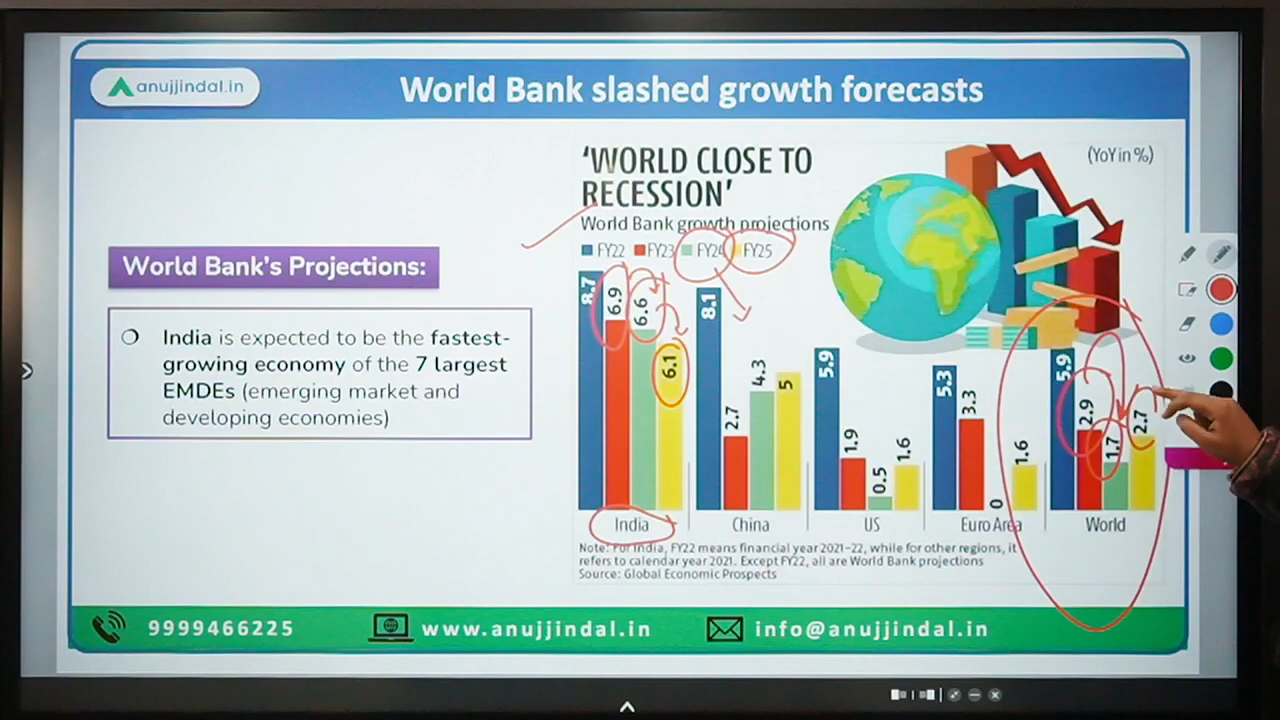 anujjindal.in
World Bank slashed growth forecasts
World Bank's Projections:
India is expected to be the fastest-
growing economy of the 7 largest
EMDEs (emerging market and
developing economies)
'WORLD CLOSE TO
RECESSION'
(YoY in %)
World Bank growth projections
FY22 FY23 FY24 FY25
8.7 6.9 6.6 6.1
8.1 2.7 4.3 5
5.9 1.9 0.5 1.6
5.3 3.3 0 1.6
5.9 2.9 1.7 2.7
India China US Euro Area World
Note: For India, FY22 means financial year 2021–22, while for other regions, it
refers to calendar year 2021. Except FY22, all are World Bank projections
Source: Global Economic Prospects
9999466225 www.anujjindal.in info@anujjindal.in